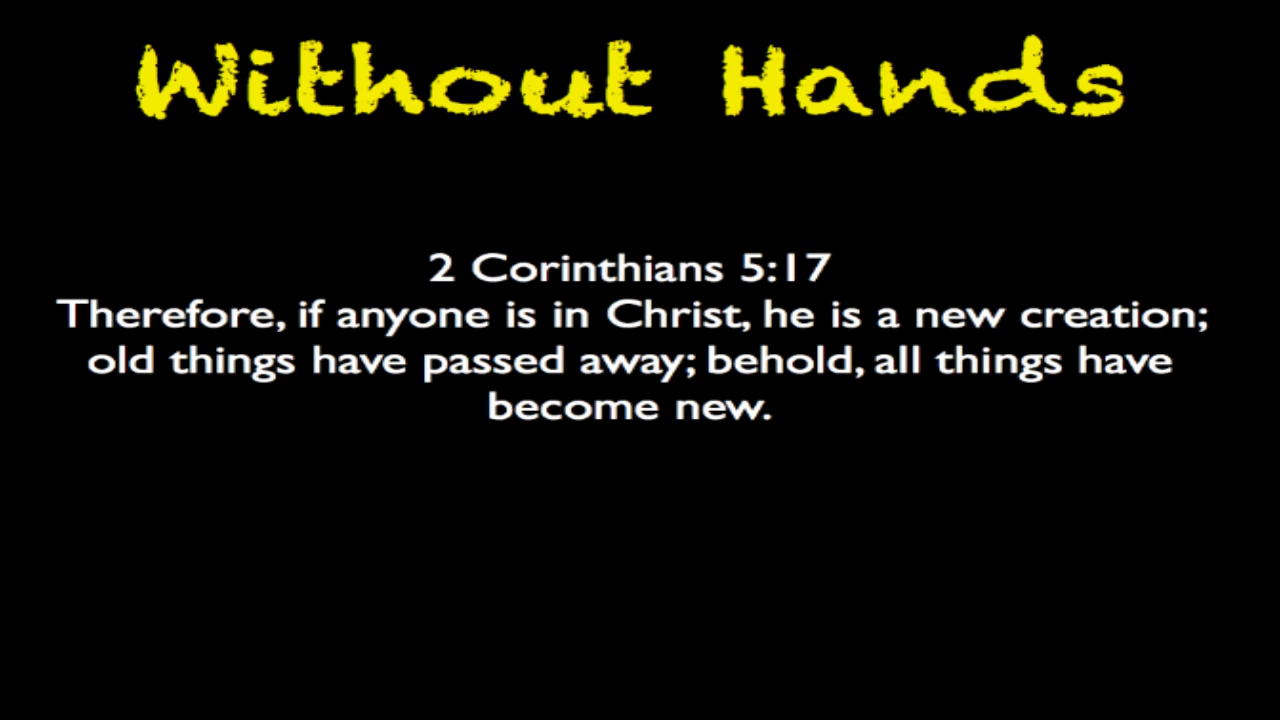 Without Hands
2 Corinthians 5:17
Therefore, if anyone is in Christ, he is a new creation;
old things have passed away; behold, all things have
become new.